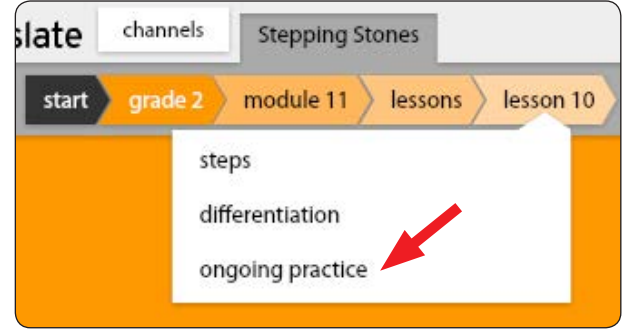 slate channels Stepping Stones
start grade 2 module 11 lessons lesson 10
steps
differentiation
ongoing practice